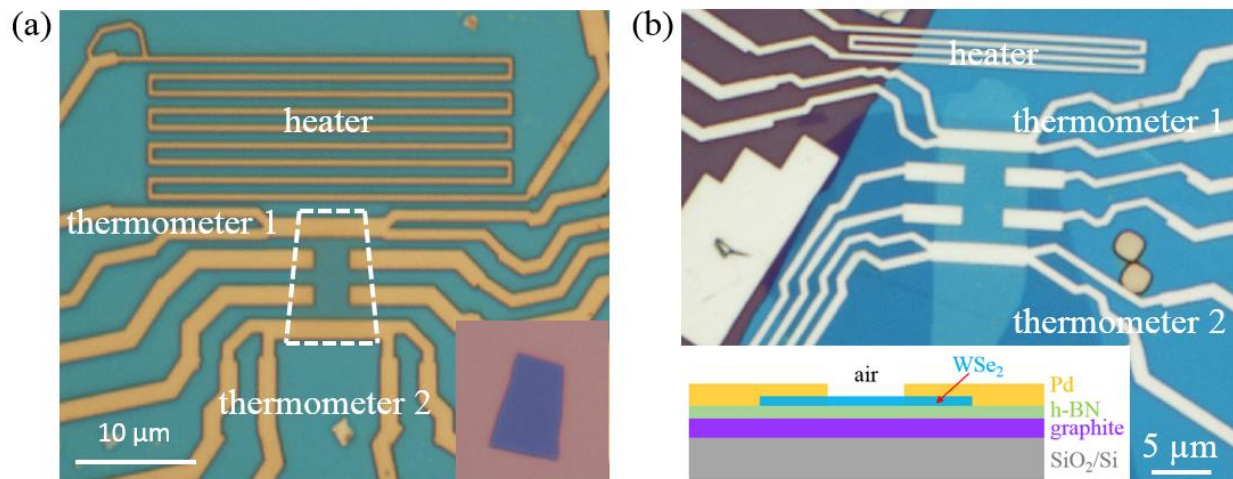 (a)
heater
thermometer 1
thermometer 2
10 μm
(b)
heater
thermometer 1
thermometer 2
air
WSe₂
Pd
h-BN
graphite
SiO₂/Si
5 μm